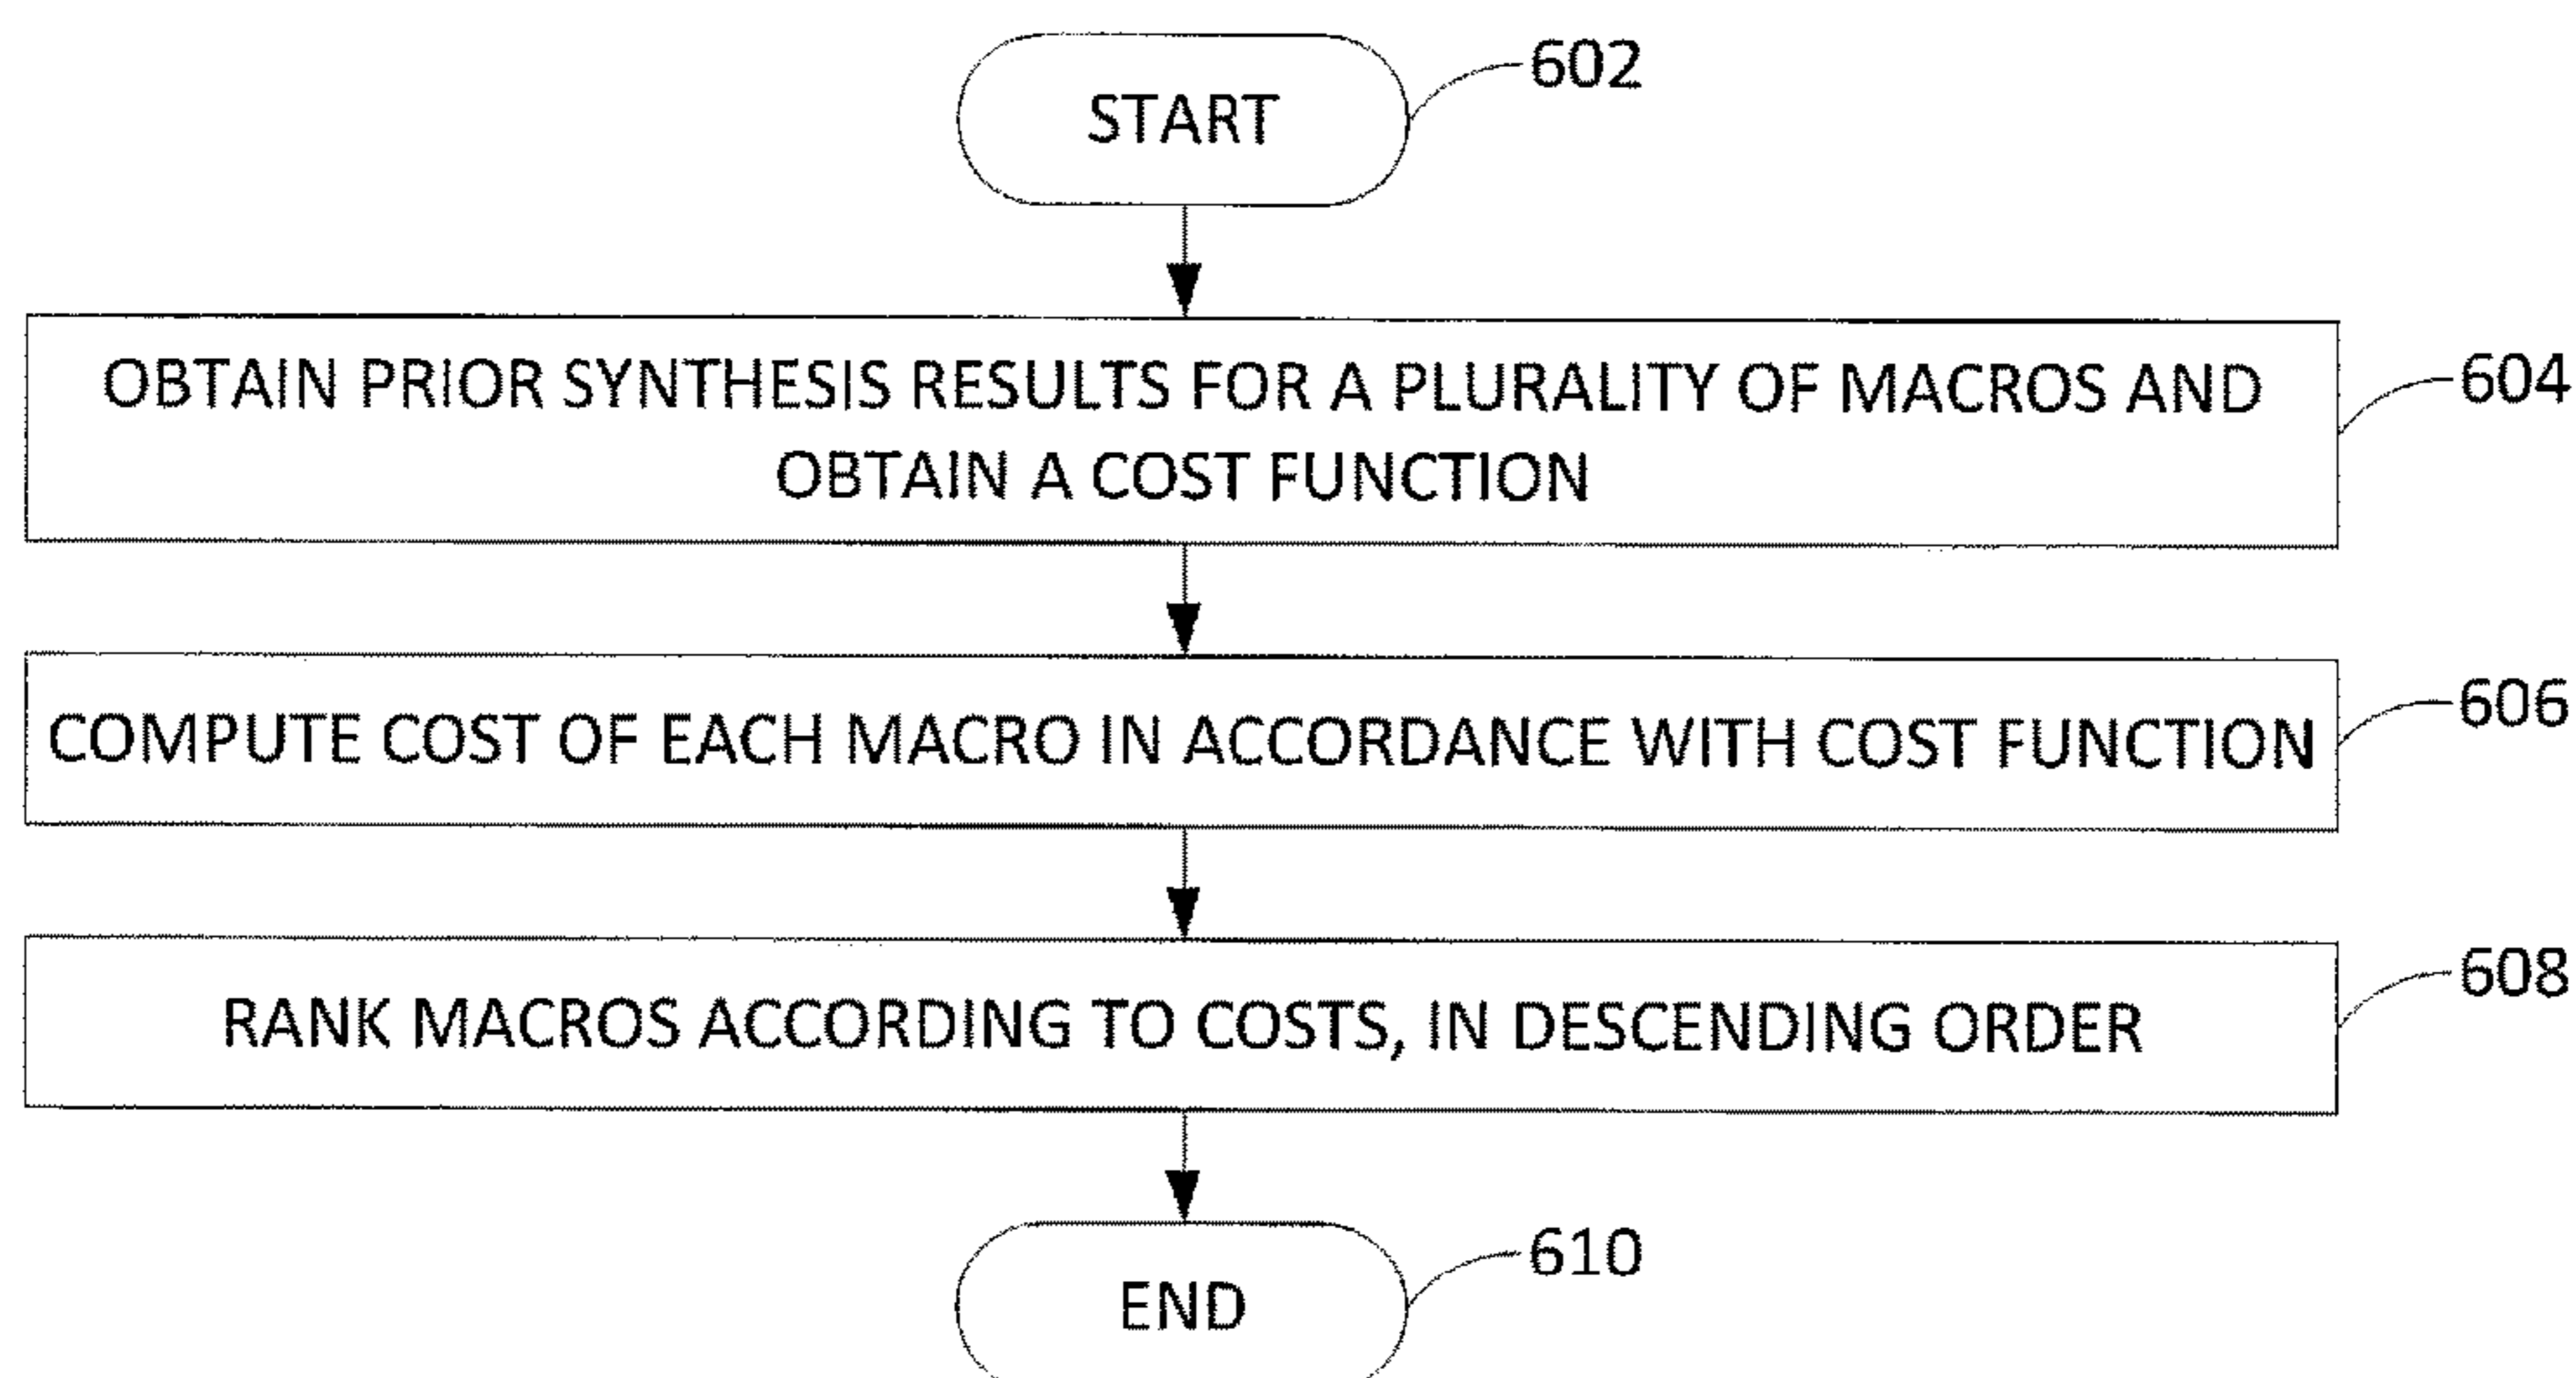 START
602
OBTAIN PRIOR SYNTHESIS RESULTS FOR A PLURALITY OF MACROS AND
OBTAIN A COST FUNCTION
604
COMPUTE COST OF EACH MACRO IN ACCORDANCE WITH COST FUNCTION
606
RANK MACROS ACCORDING TO COSTS, IN DESCENDING ORDER
608
END
610